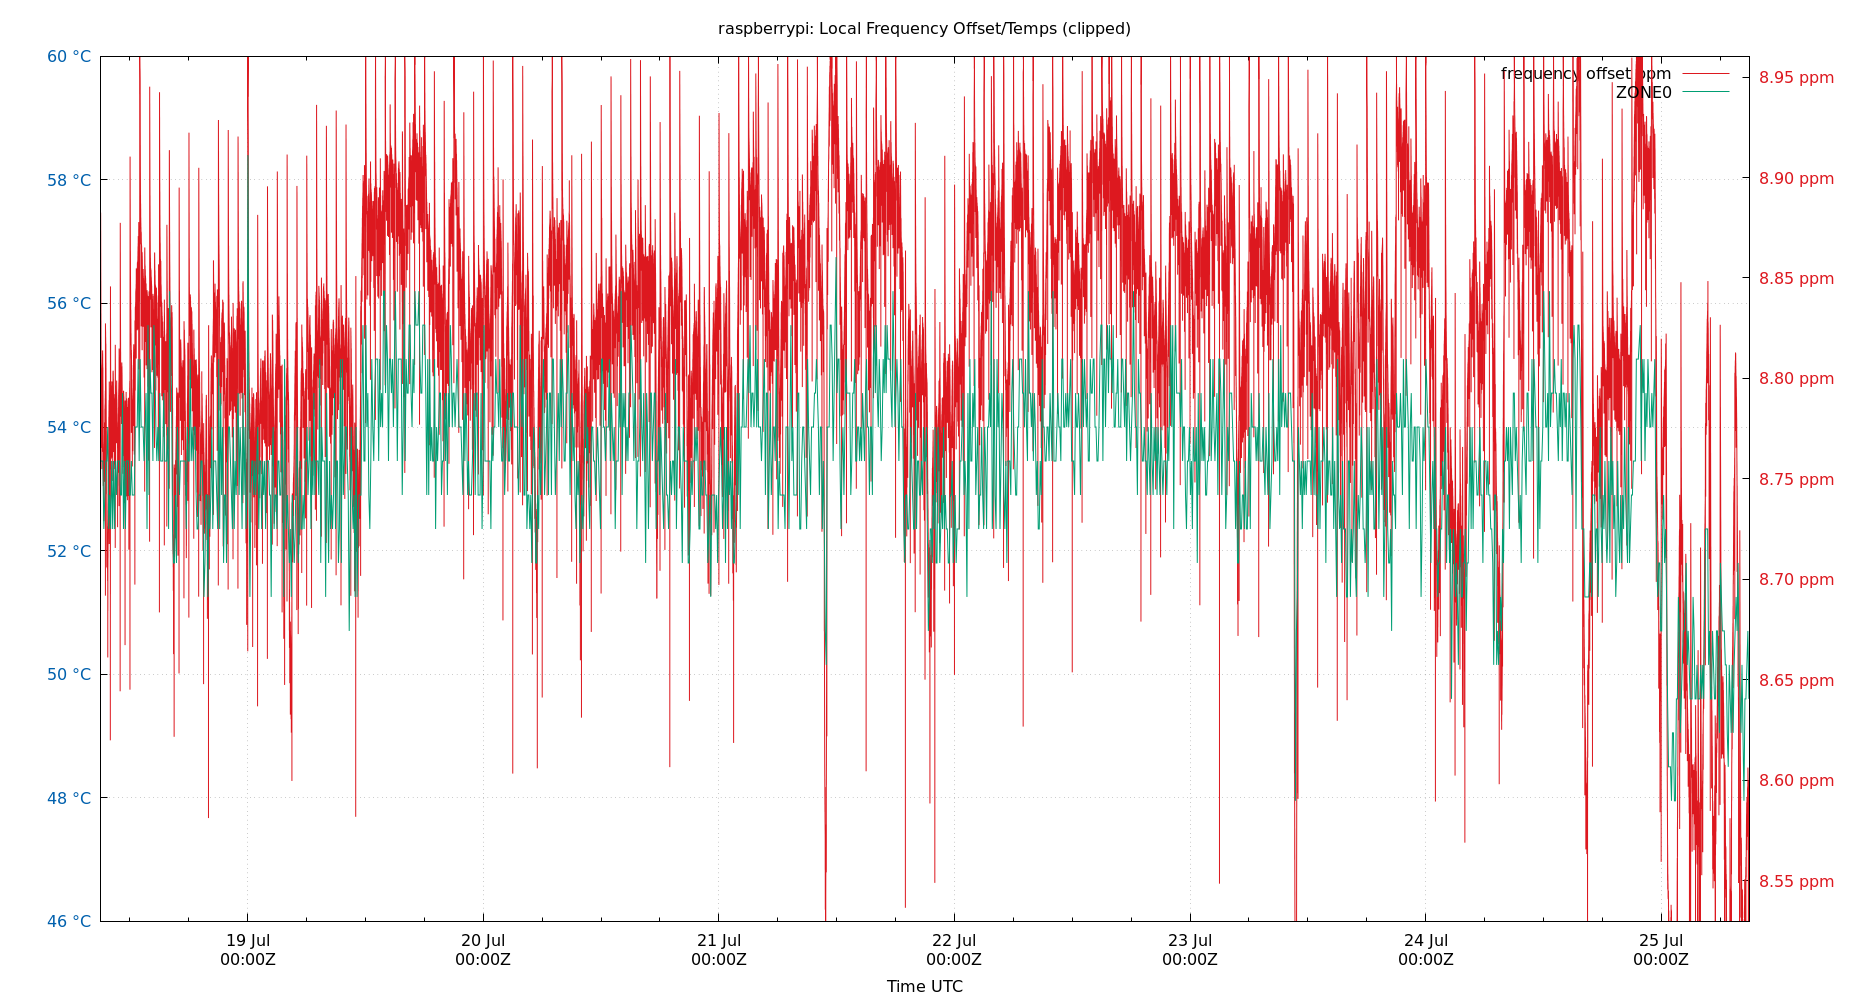 raspberrypi: Local Frequency Offset/Temps (clipped)
60 °C
58 °C
56 °C
54 °C
52 °C
50 °C
48 °C
46 °C
frequency offset ppm
ZONE0
8.95 ppm
8.90 ppm
8.85 ppm
8.80 ppm
8.75 ppm
8.70 ppm
8.65 ppm
8.60 ppm
8.55 ppm
19 Jul
00:00Z
20 Jul
00:00Z
21 Jul
00:00Z
22 Jul
00:00Z
23 Jul
00:00Z
24 Jul
00:00Z
25 Jul
00:00Z
Time UTC